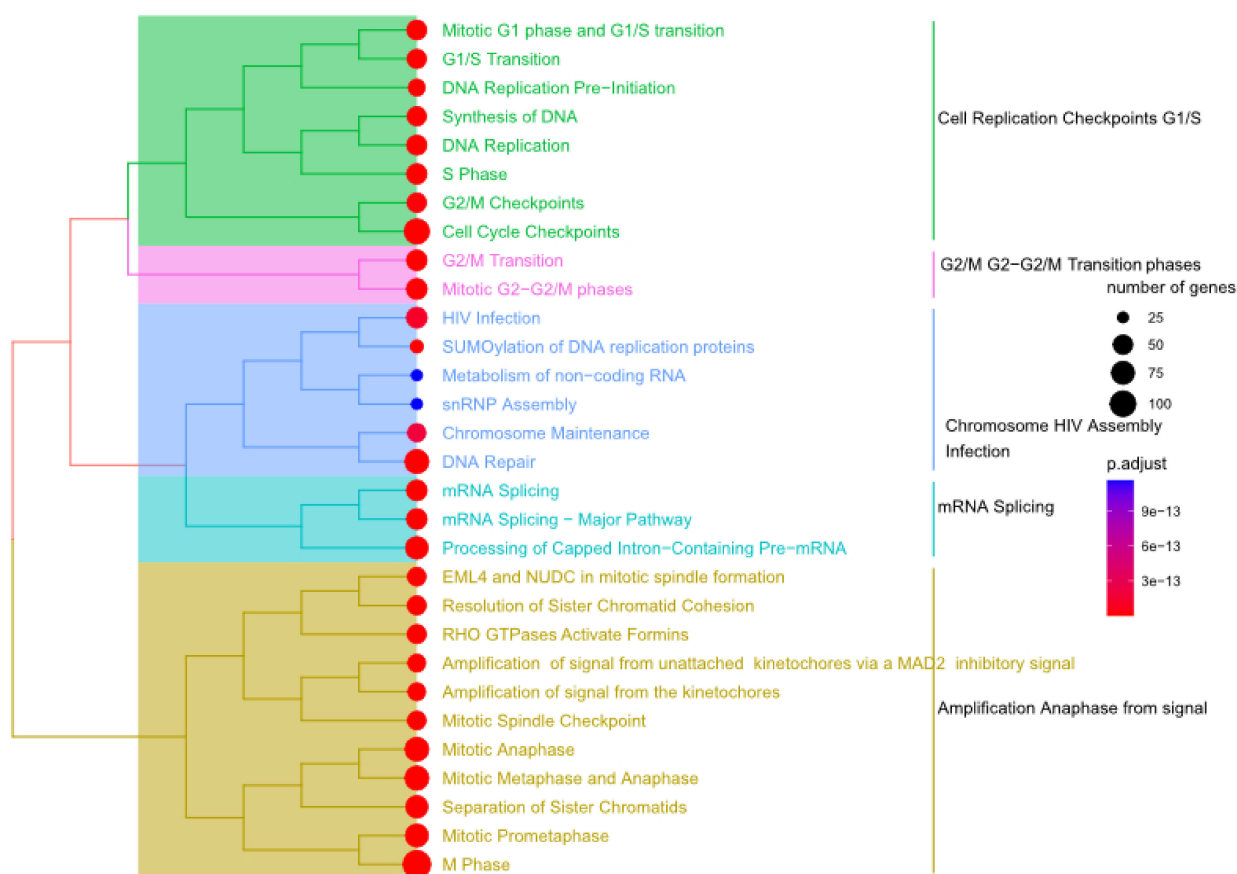 Mitotic G1 phase and G1/S transition
G1/S Transition
DNA Replication Pre−Initiation
Synthesis of DNA
DNA Replication
S Phase
G2/M Checkpoints
Cell Cycle Checkpoints
G2/M Transition
Mitotic G2−G2/M phases
HIV Infection
SUMOylation of DNA replication proteins
Metabolism of non−coding RNA
snRNP Assembly
Chromosome Maintenance
DNA Repair
mRNA Splicing
mRNA Splicing − Major Pathway
Processing of Capped Intron−Containing Pre−mRNA
EML4 and NUDC in mitotic spindle formation
Resolution of Sister Chromatid Cohesion
RHO GTPases Activate Formins
Amplification of signal from unattached kinetochores via a MAD2 inhibitory signal
Amplification of signal from the kinetochores
Mitotic Spindle Checkpoint
Mitotic Anaphase
Mitotic Metaphase and Anaphase
Separation of Sister Chromatids
Mitotic Prometaphase
M Phase
Cell Replication Checkpoints G1/S
G2/M G2−G2/M Transition phases
Chromosome HIV Assembly
Infection
mRNA Splicing
Amplification Anaphase from signal
number of genes
25
50
75
100
p.adjust
9e−13
6e−13
3e−13